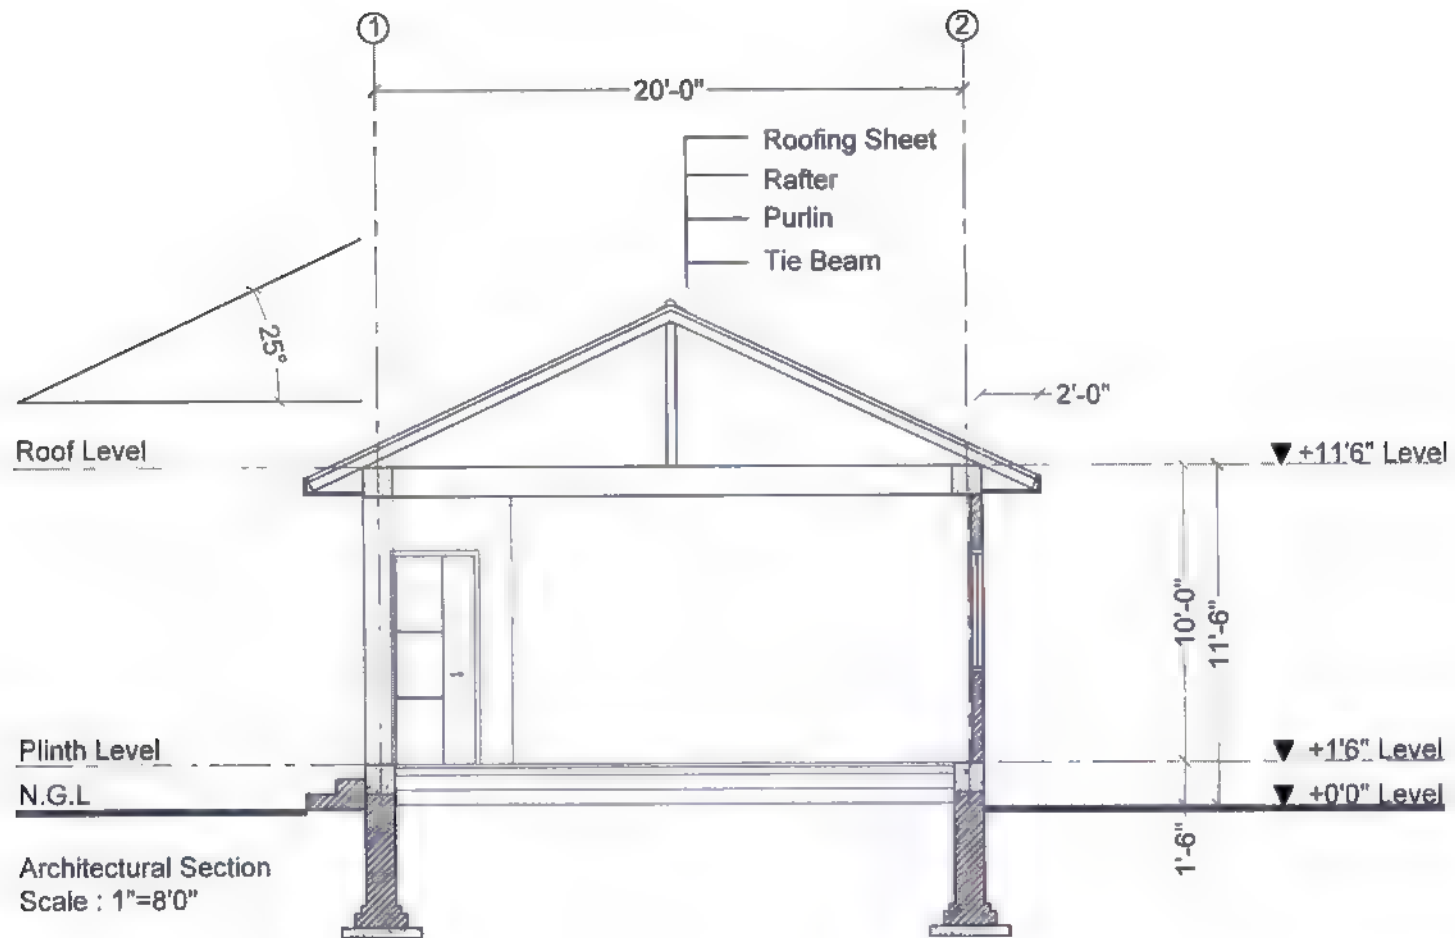 1
2
20'-0"
Roofing Sheet
Rafter
Purlin
Tie Beam
25°
2'-0"
Roof Level
+11'6" Level
10'-0"
11'-6"
Plinth Level
+1'6" Level
N.G.L
+0'0" Level
1'-6"
Architectural Section
Scale : 1"=8'0"